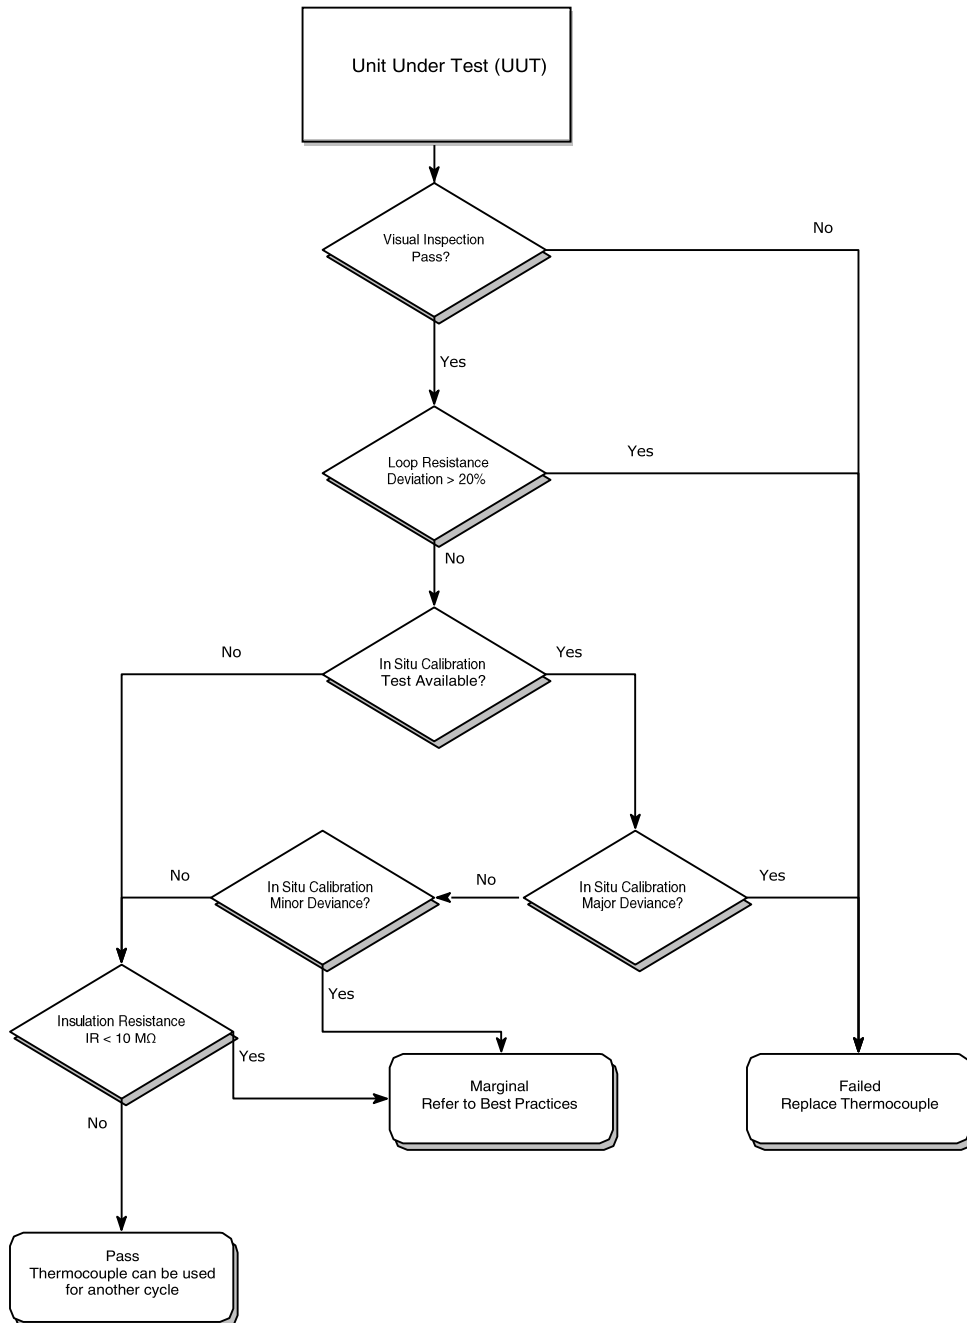 Unit Under Test (UUT)
No
Visual Inspection
Pass?
Yes
Yes
Loop Resistance
Deviation > 20%
No
No
Yes
In Situ Calibration
Test Available?
No
In Situ Calibration
Minor Deviance?
No
In Situ Calibration
Major Deviance?
Yes
Yes
Insulation Resistance
IR < 10 MΩ
Yes
Marginal
Refer to Best Practices
Failed
Replace Thermocouple
No
Pass
Thermocouple can be used
for another cycle